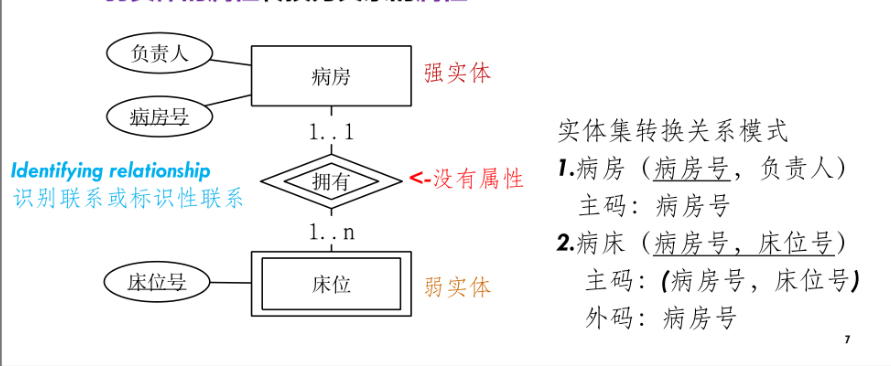 负责人
病房
强实体
病房号
1..1
实体集转换关系模式
Identifying relationship
识别联系或标识性联系
拥有
<-没有属性
1.病房（病房号，负责人）
主码：病房号
1..n
2.病床（病房号，床位号）
床位号
床位
弱实体
主码：(病房号，床位号)
外码：病房号
7